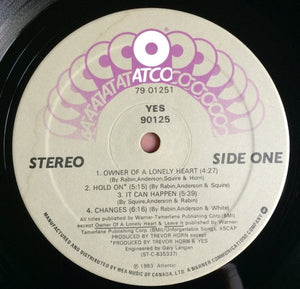 ATCO
79 01251
YES
90125
STEREO
SIDE ONE
1. OWNER OF A LONELY HEART (4:27)
(By Rabin,Anderson,Squire & Horn)
2. HOLD ON* (5:15) (By Rabin,Anderson & Squire)
3. IT CAN HAPPEN (5:39)
(By Squire,Anderson & Rabin)
4. CHANGES (6:16) (By Rabin,Anderson & White)
All titles published by Warner-Tamerlane Publishing Corp.(BMI)
except Owner Of A Lonely Heart & Leave It (By Warner-
Tamerlane Publishing Corp. BMI/Unforgettable Songs, ASCAP
PRODUCED BY TREVOR HORN except
*PRODUCED BY TREVOR HORN & YES
Engineered by Gary Langan
(ST-C-835337)
℗ 1983 Atlantic
MANUFACTURED AND DISTRIBUTED BY WEA MUSIC OF CANADA, LTD. A WARNER COMMUNICATIONS COMPANY